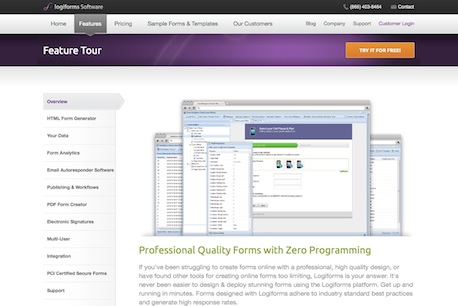 logiforms Software
(866) 403-8464
Contact
Home
Features
Pricing
Sample Forms & Templates
Our Customers
Blog
Company
Support
Customer Login
Feature Tour
TRY IT FOR FREE!
Overview
HTML Form Generator
Your Data
Form Analytics
Email Autoresponder Software
Publishing & Workflows
PDF Form Creator
Electronic Signatures
Multi-User
Integration
PCI Certified Secure Forms
Support
Professional Quality Forms with Zero Programming
If you've been struggling to create forms online with a professional, high quality design, or
have found other tools for creating online forms too limiting, Logiforms is your answer. It's
never been easier to design & deploy stunning forms using the Logiforms platform. Get up and
running in minutes. Forms designed with Logiforms adhere to industry standard best practices
and generate high response rates.